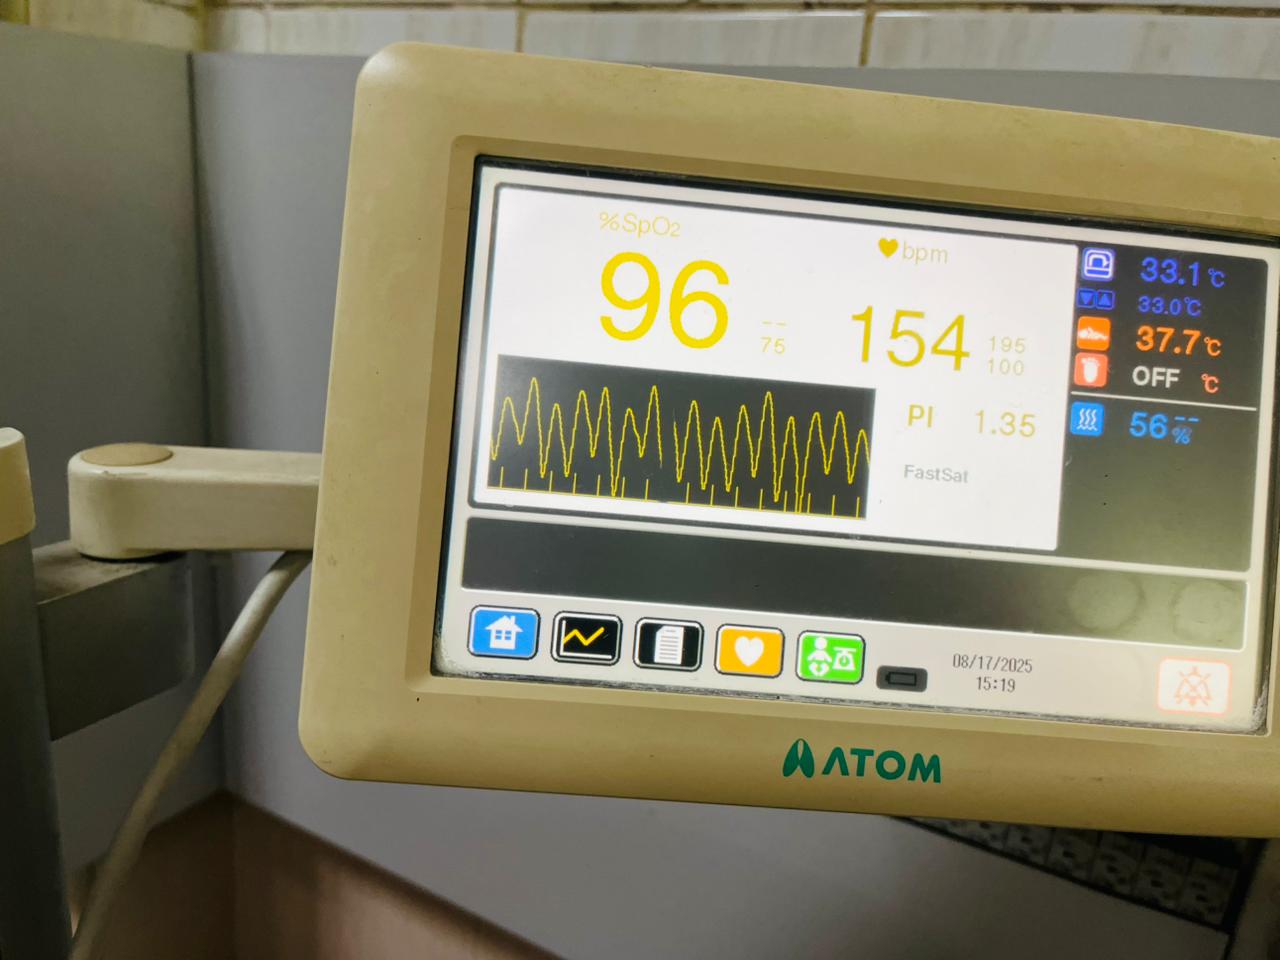 %SpO2
96
--
75
bpm
154
195
100
PI 1.35
FastSat
33.1℃
33.0℃
37.7℃
OFF ℃
56 --
%
08/17/2025
15:19
ATOM